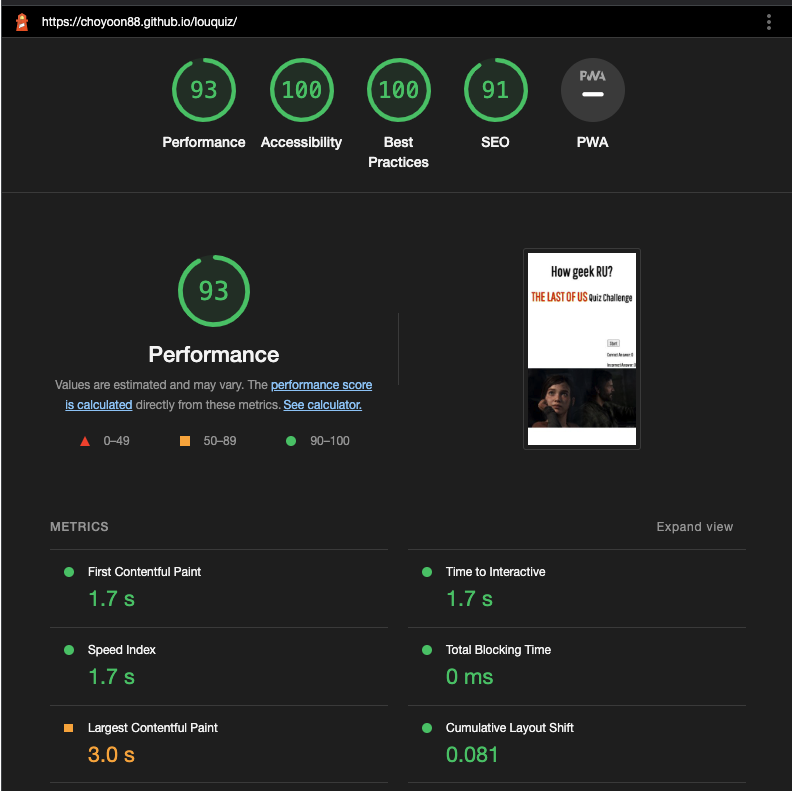 https://choyoon88.github.io/louquiz/
93
100
100
91
PWA
Performance
Accessibility
Best
Practices
SEO
PWA
93
Performance
Values are estimated and may vary. The performance score
is calculated directly from these metrics. See calculator.
0–49
50–89
90–100
How geek RU?
THE LAST OF US Quiz Challenge
Start
Correct Answer: 0
Incorrect Answer: 0
METRICS
Expand view
First Contentful Paint
1.7 s
Time to Interactive
1.7 s
Speed Index
1.7 s
Total Blocking Time
0 ms
Largest Contentful Paint
3.0 s
Cumulative Layout Shift
0.081